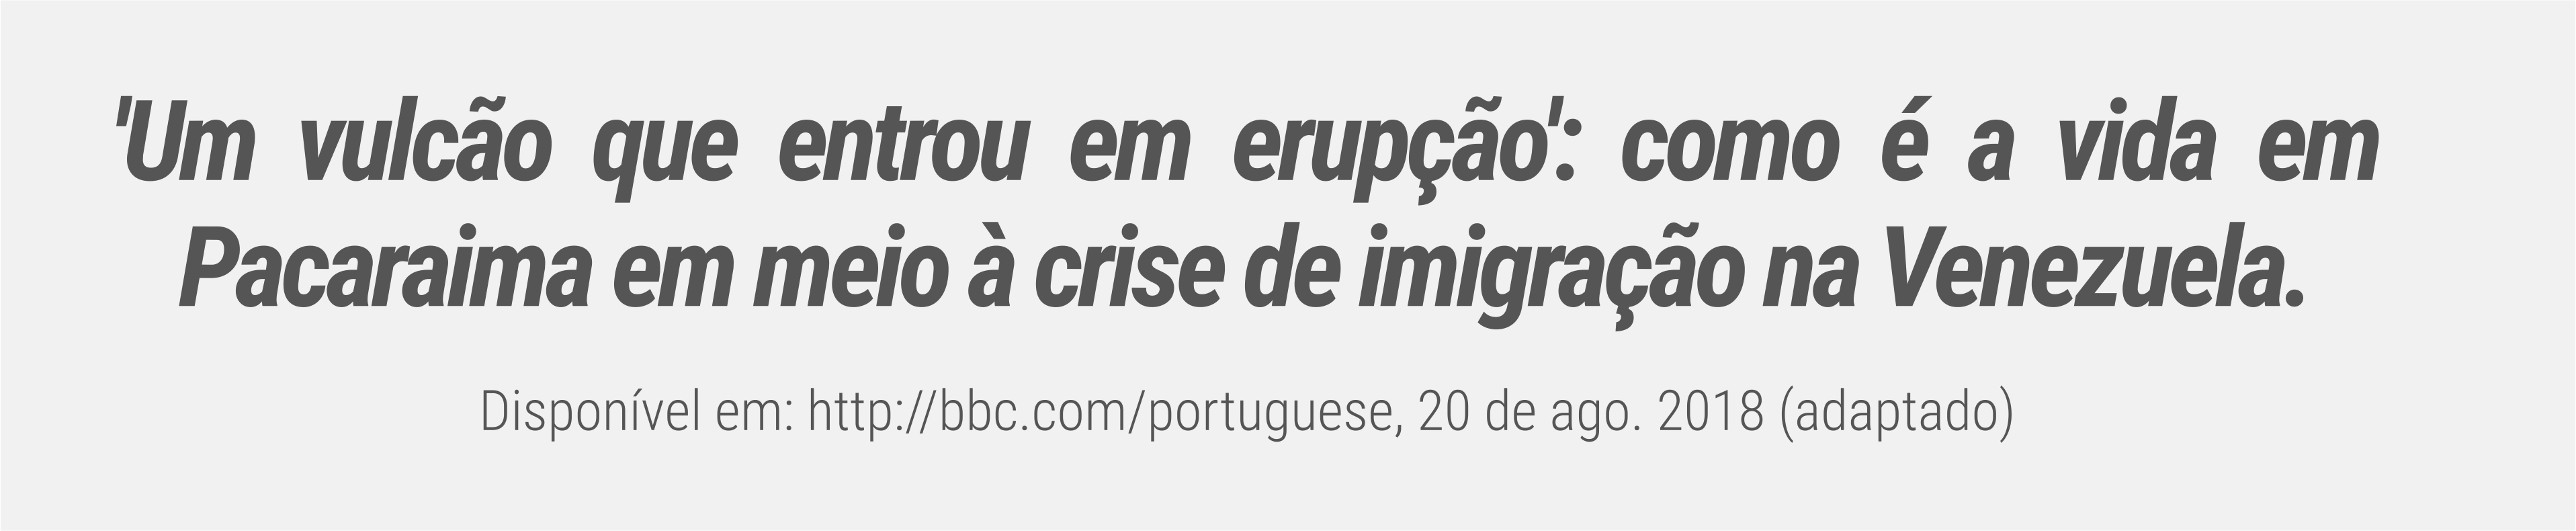 'Um vulcão que entrou em erupção': como é a vida em
Pacaraima em meio à crise de imigração na Venezuela.
Disponível em: http://bbc.com/portuguese, 20 de ago. 2018 (adaptado)